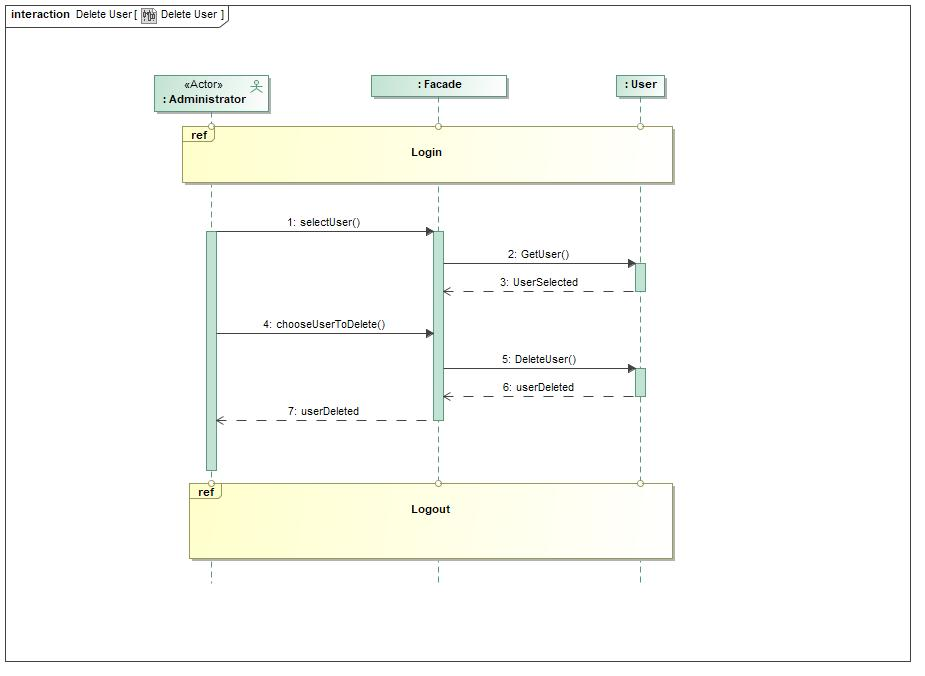 interaction Delete User [ Delete User ]
«Actor»
: Administrator
: Facade
: User
ref
Login
1: selectUser()
2: GetUser()
3: UserSelected
4: chooseUserToDelete()
5: DeleteUser()
6: userDeleted
7: userDeleted
ref
Logout